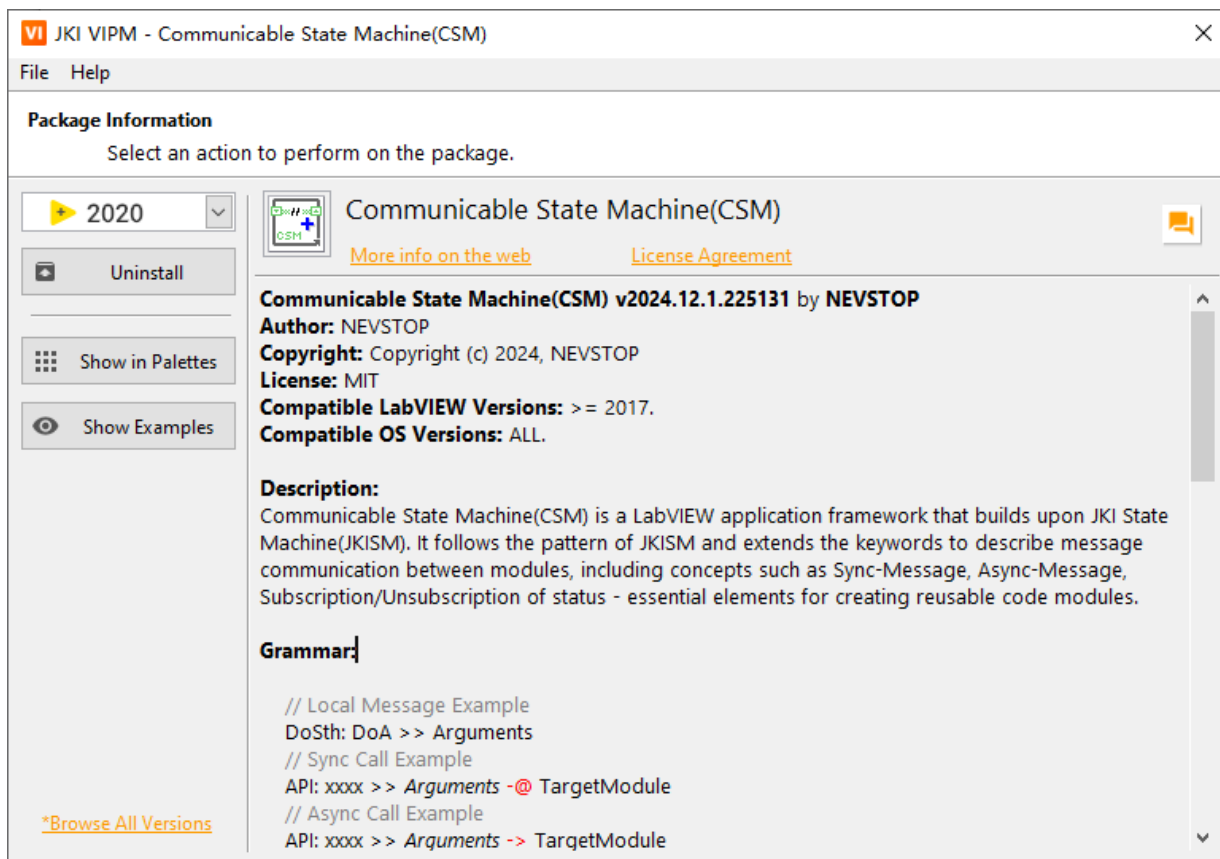 VI JKI VIPM - Communicable State Machine(CSM)
File Help
Package Information
Select an action to perform on the package.
2020
Uninstall
Show in Palettes
Show Examples
*Browse All Versions
CSM
Communicable State Machine(CSM)
More info on the web License Agreement
Communicable State Machine(CSM) v2024.12.1.225131 by NEVSTOP
Author: NEVSTOP
Copyright: Copyright (c) 2024, NEVSTOP
License: MIT
Compatible LabVIEW Versions: >= 2017.
Compatible OS Versions: ALL.
Description:
Communicable State Machine(CSM) is a LabVIEW application framework that builds upon JKI State
Machine(JKISM). It follows the pattern of JKISM and extends the keywords to describe message
communication between modules, including concepts such as Sync-Message, Async-Message,
Subscription/Unsubscription of status - essential elements for creating reusable code modules.
Grammar:
// Local Message Example
DoSth: DoA >> Arguments
// Sync Call Example
API: xxxx >> Arguments -@ TargetModule
// Async Call Example
API: xxxx >> Arguments -> TargetModule